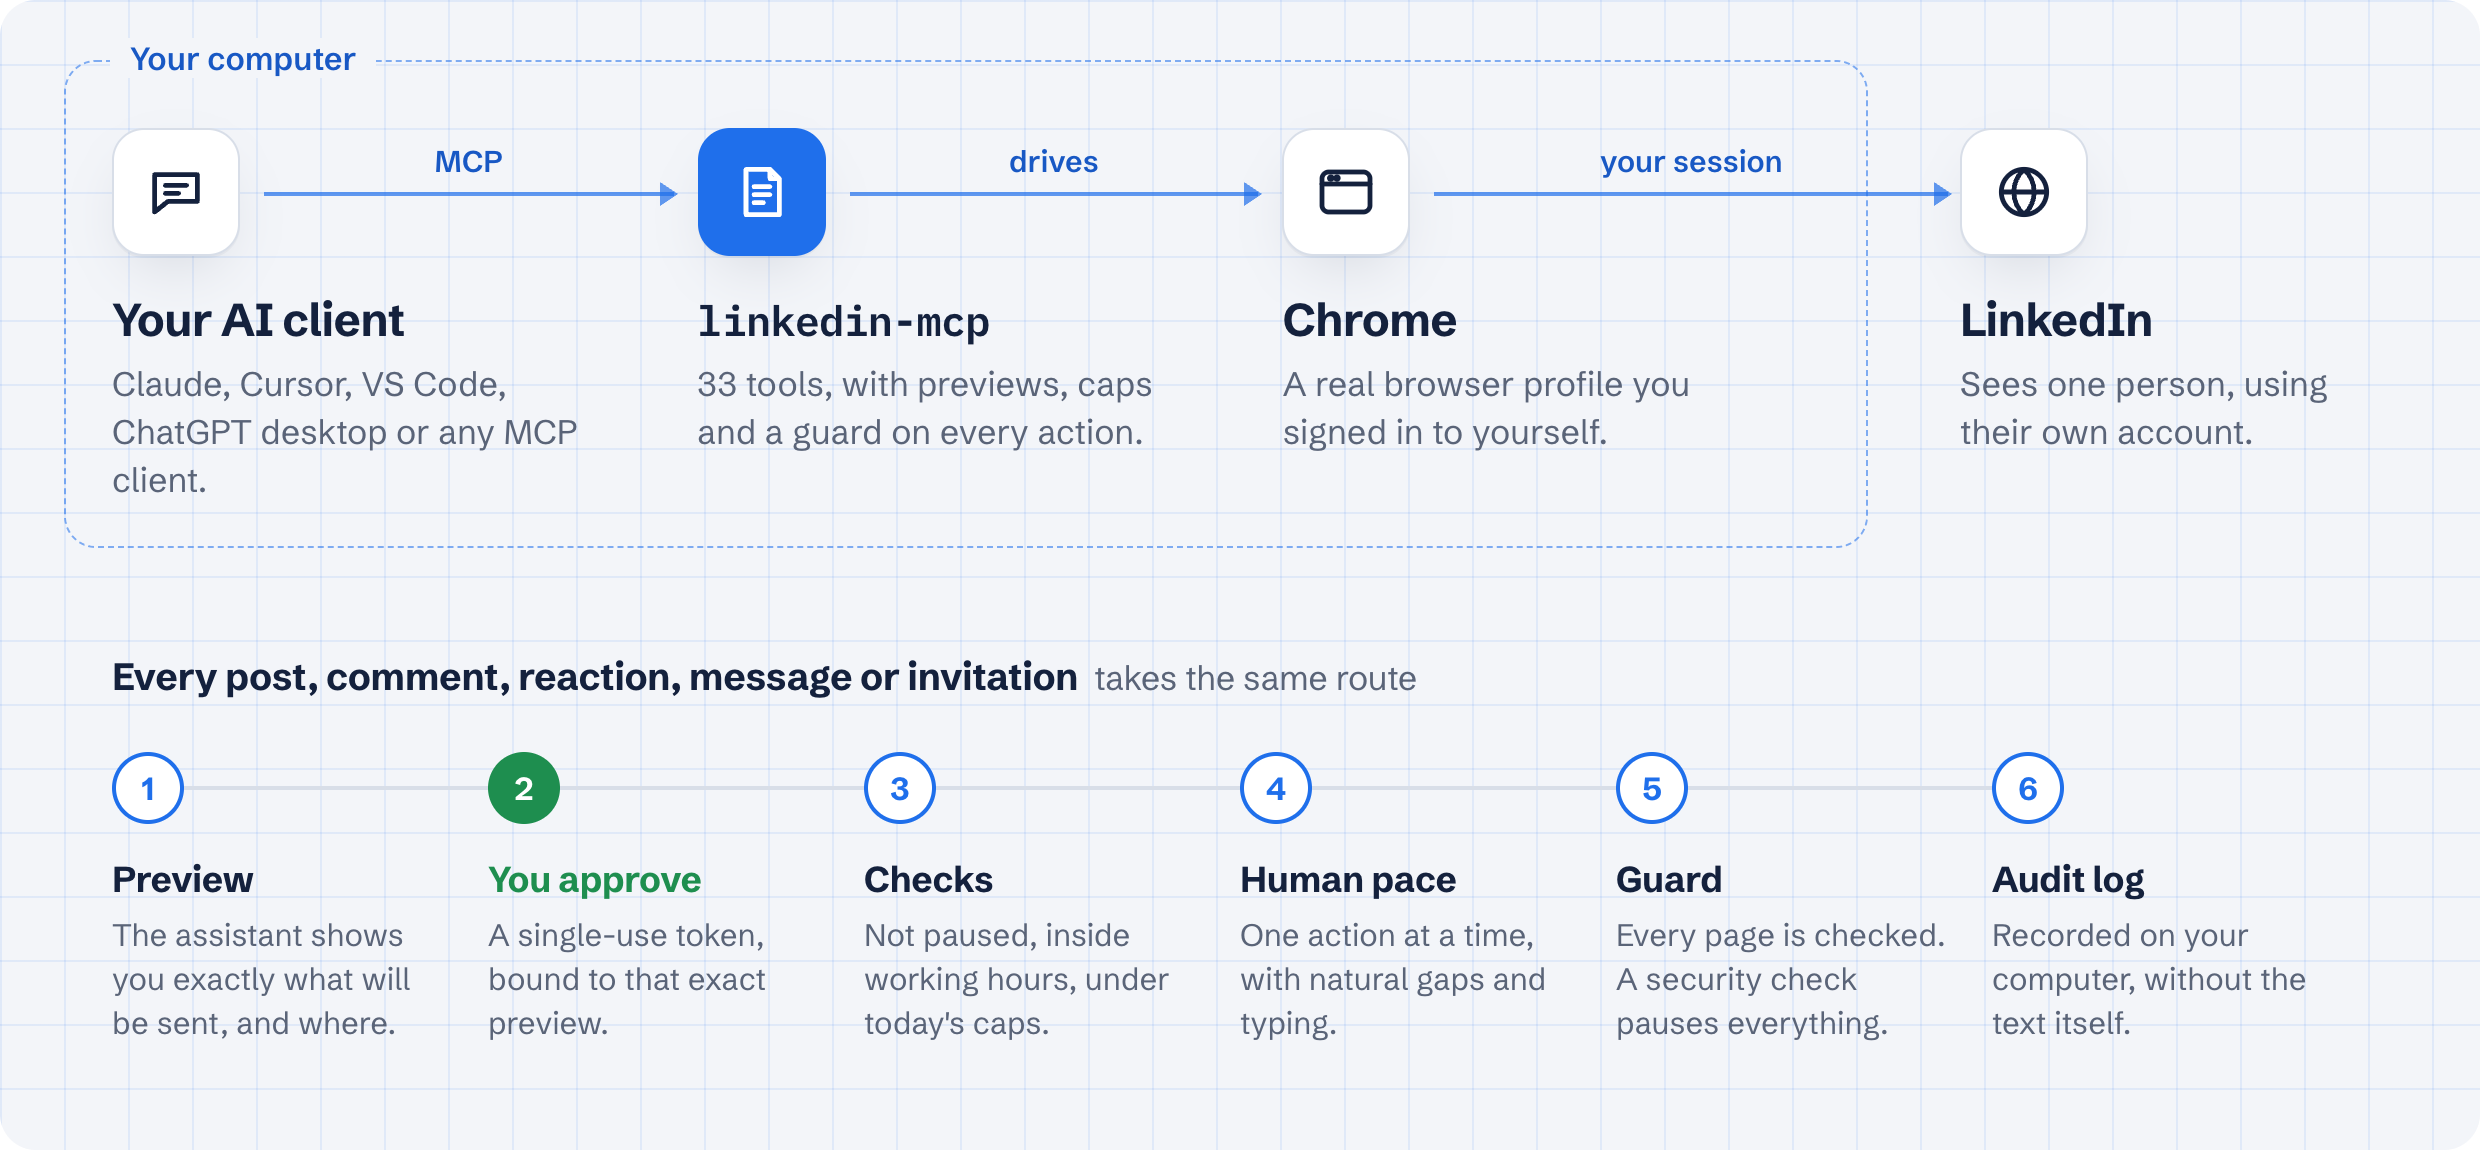 Your computer
MCP
drives
your session
Your AI client
Claude, Cursor, VS Code,
ChatGPT desktop or any MCP
client.
linkedin-mcp
33 tools, with previews, caps
and a guard on every action.
Chrome
A real browser profile you
signed in to yourself.
LinkedIn
Sees one person, using
their own account.
Every post, comment, reaction, message or invitation takes the same route
1
2
3
4
5
6
Preview
The assistant shows
you exactly what will
be sent, and where.
You approve
A single-use token,
bound to that exact
preview.
Checks
Not paused, inside
working hours, under
today's caps.
Human pace
One action at a time,
with natural gaps and
typing.
Guard
Every page is checked.
A security check
pauses everything.
Audit log
Recorded on your
computer, without the
text itself.